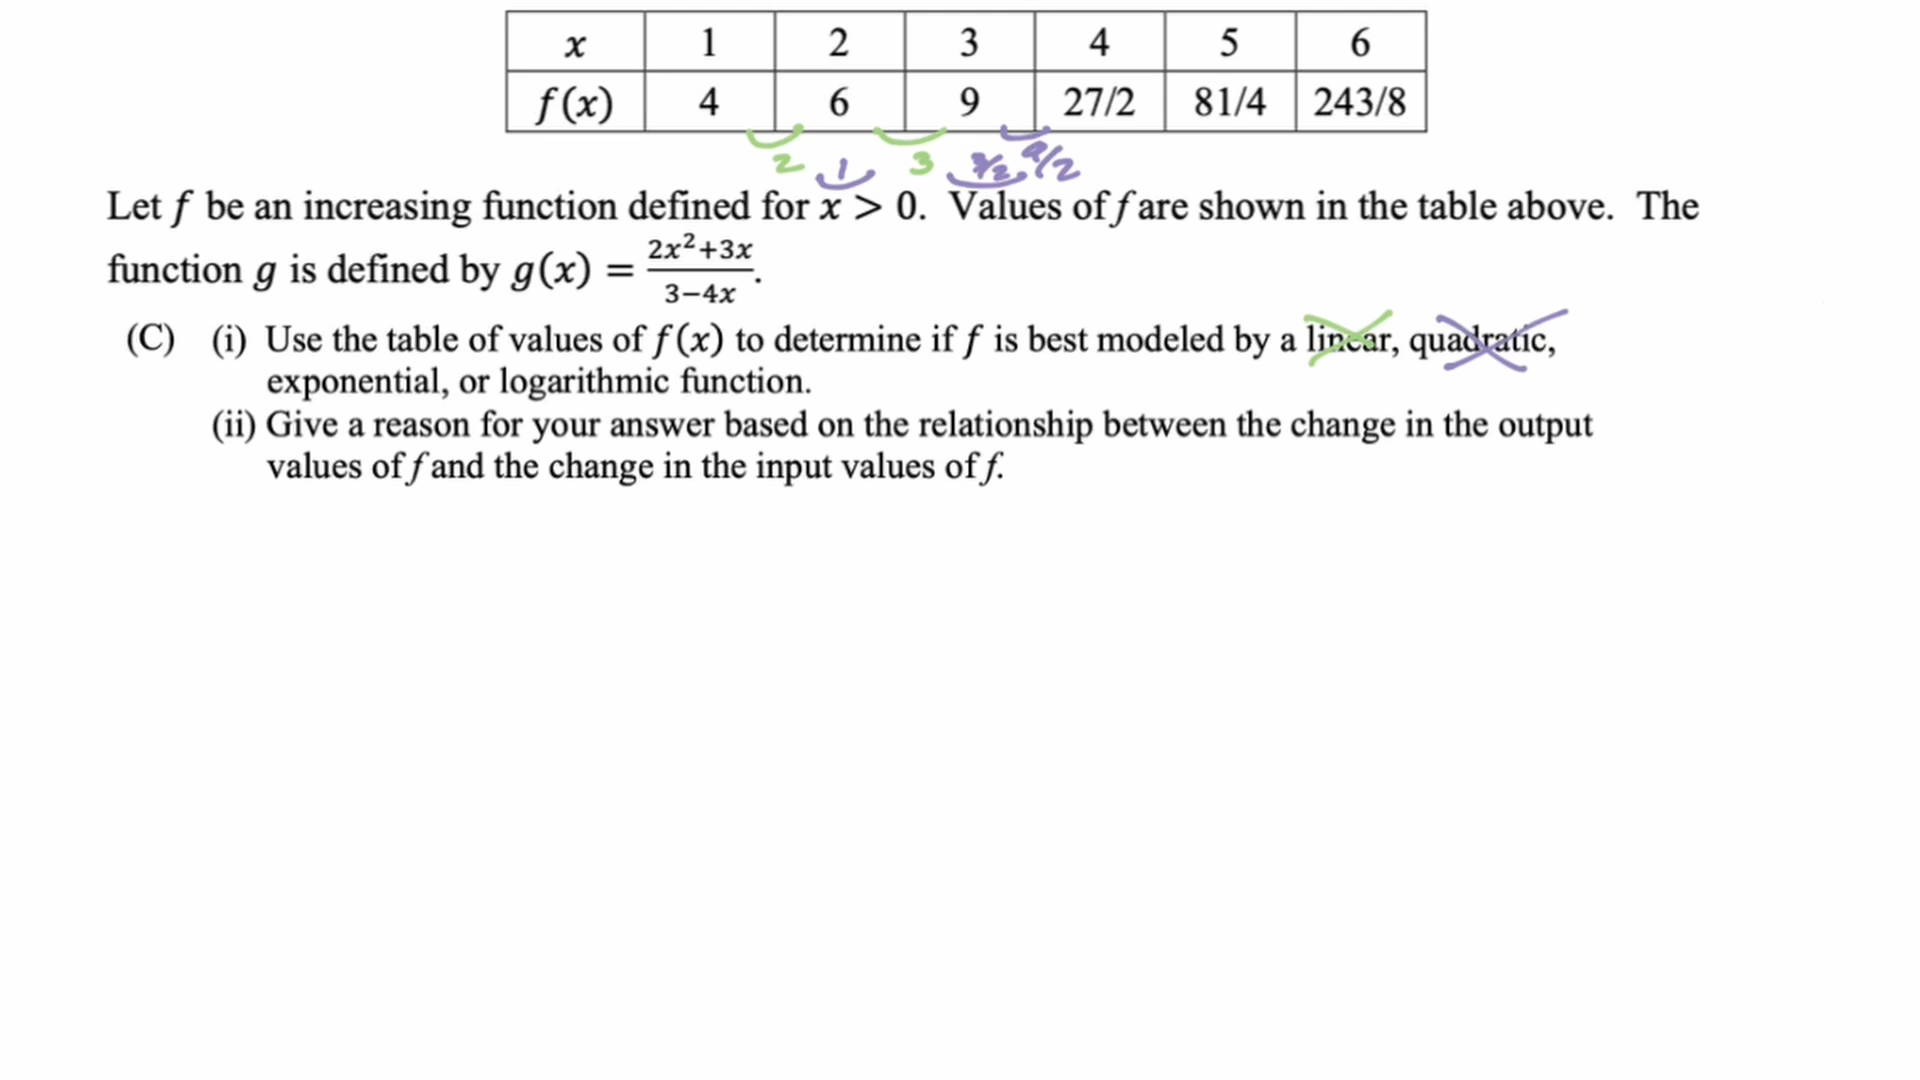 x 1 2 3 4 5 6
f(x) 4 6 9 27/2 81/4 243/8
2 1 3 3/2 9/2
Let f be an increasing function defined for x > 0. Values of f are shown in the table above. The
function g is defined by g(x) = (2x²+3x)/(3−4x).
(C) (i) Use the table of values of f(x) to determine if f is best modeled by a linear, quadratic,
exponential, or logarithmic function.
(ii) Give a reason for your answer based on the relationship between the change in the output
values of f and the change in the input values of f.